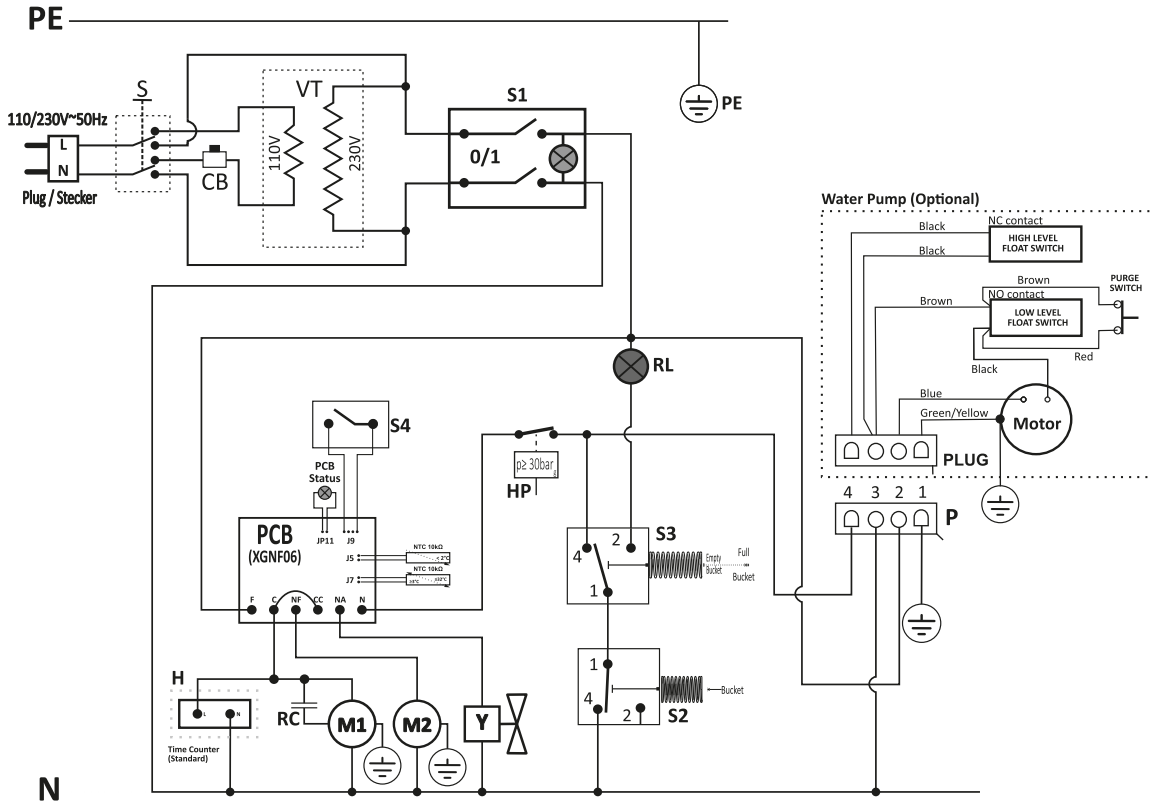 PE
PE
S
VT
S1
110/230V~50Hz
L
N
Plug / Stecker
CB
110V
230V
0/1
Water Pump (Optional)
NC contact
Black
HIGH LEVEL
FLOAT SWITCH
Black
PURGE
SWITCH
Brown
NO contact
Brown
LOW LEVEL
FLOAT SWITCH
Red
Black
Blue
Green/Yellow
Motor
PLUG
4 3 2 1
P
RL
S4
PCB
Status
p≥ 30bar
HP
PCB
(XGNF06)
JP11
J9
J5
NTC 10kΩ
< 2°C
J7
NTC 10kΩ
F C NF CC NA N
S3
4
2
1
Empty
Bucket
Full
Bucket
1
4
2
S2
Bucket
H
L
N
Time Counter
(Standard)
RC
M1
M2
Y
N